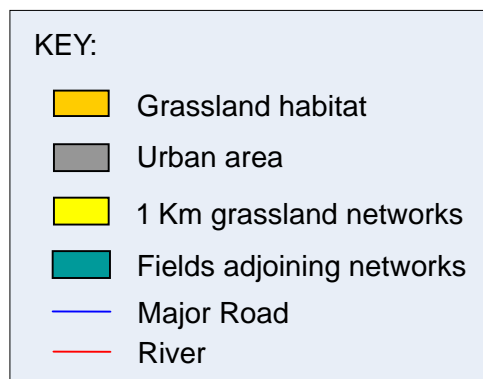 KEY:
Grassland habitat
Urban area
1 Km grassland networks
Fields adjoining networks
Major Road
River